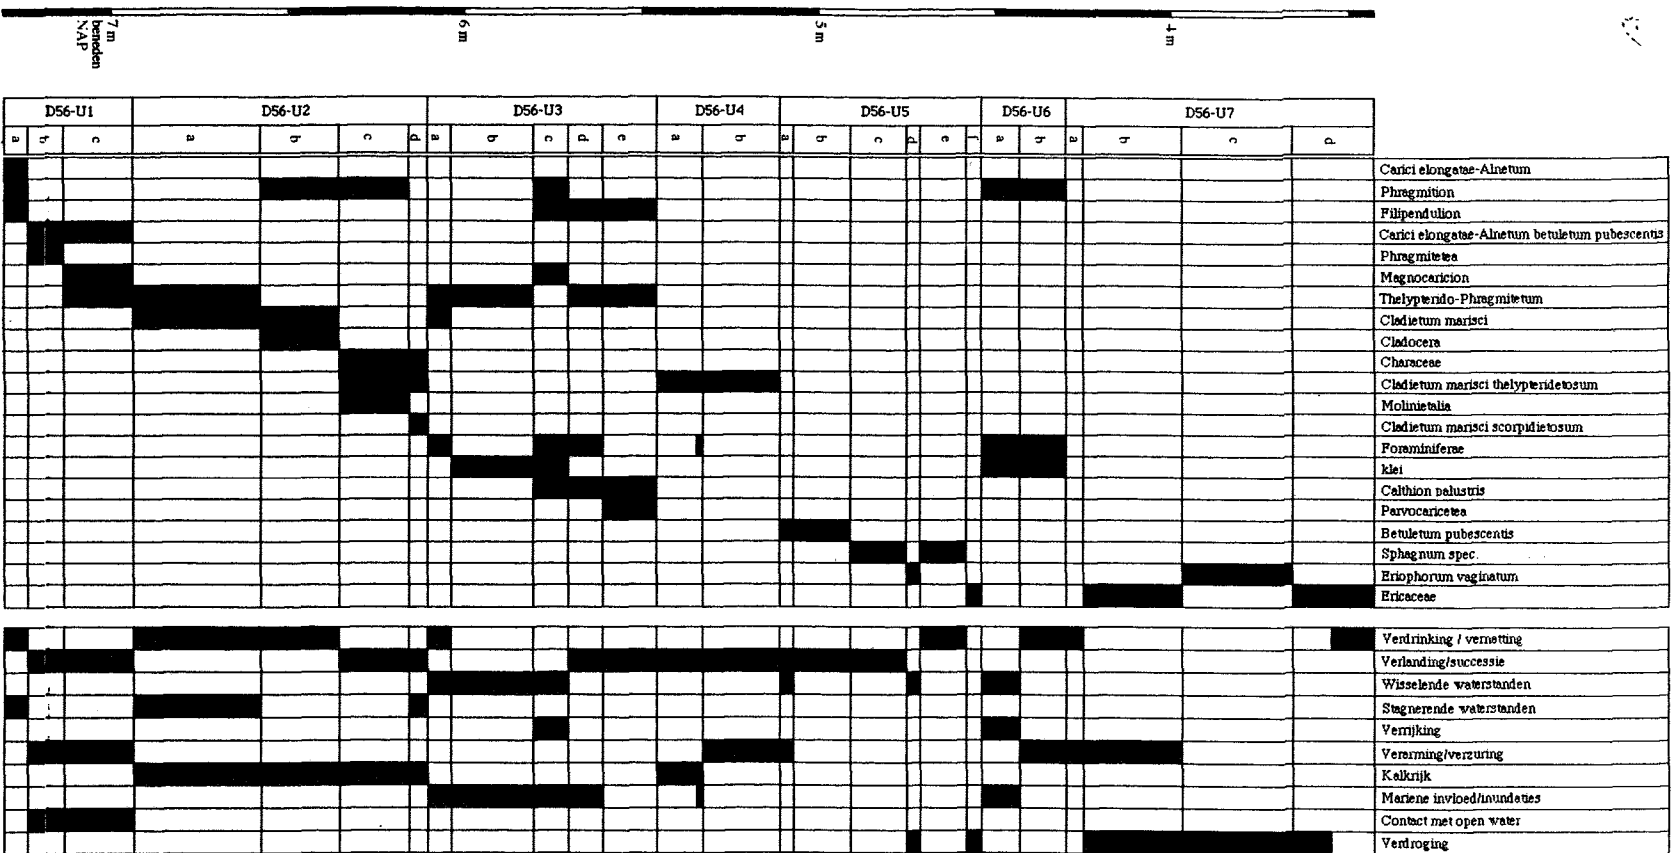 7 m
beneden
NAP
6 m
5 m
4 m
D56-U1 D56-U2 D56-U3 D56-U4 D56-U5 D56-U6 D56-U7
a b c a b c d a b c d e a b a b c d e f a b a b c d
Carici elongatae-Alnetum
Phragmition
Filipendulion
Carici elongatae-Alnetum betuletum pubescentis
Phragmitetea
Magnocaricion
Thelypterido-Phragmitetum
Cladietum marisci
Cladocera
Characeae
Cladietum marisci thelypteridetosum
Molinietalia
Cladietum marisci scorpidietosum
Foraminiferae
klei
Calthion palustris
Parvocaricetea
Betuletum pubescentis
Sphagnum spec.
Eriophorum vaginatum
Ericaceae
Verdrinking / vernatting
Verlanding/successie
Wisselende waterstanden
Stagnerende waterstanden
Verrijking
Verarming/verzuring
Kalkrijk
Mariene invloed/inundaties
Contact met open water
Verdroging